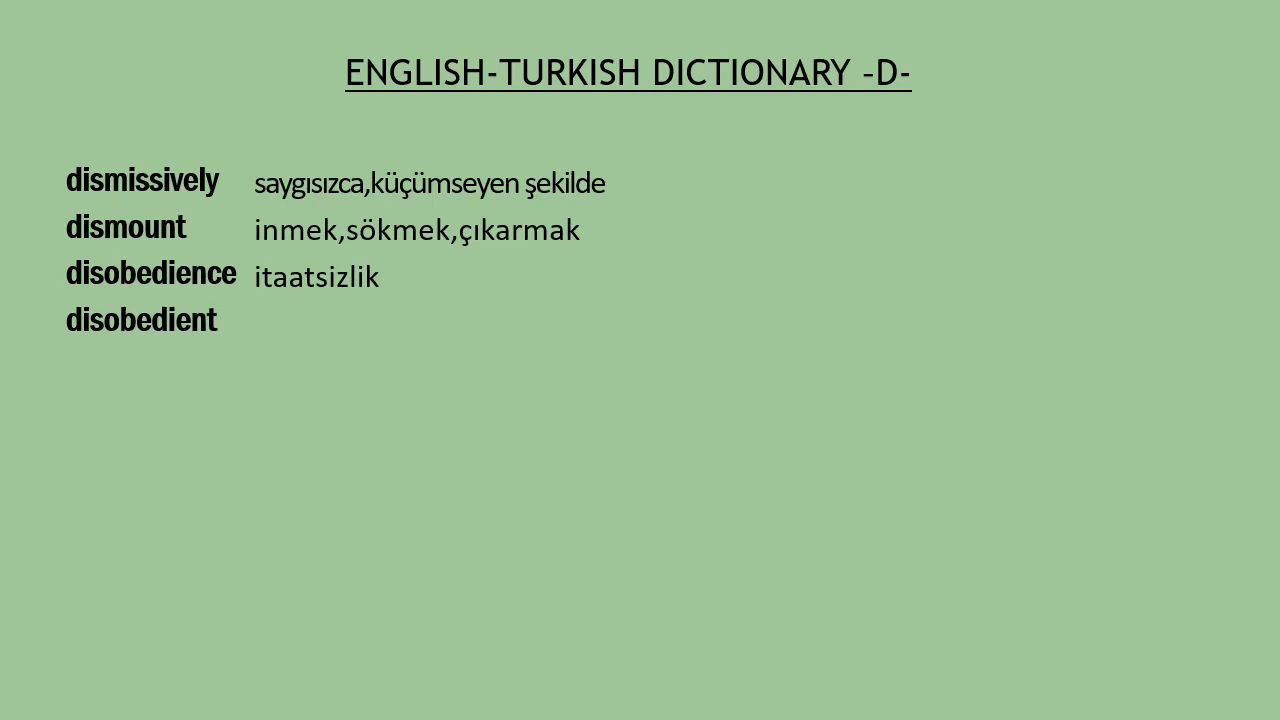 ENGLISH-TURKISH DICTIONARY –D-
dismissively saygısızca,küçümseyen şekilde
dismount inmek,sökmek,çıkarmak
disobedience itaatsizlik
disobedient